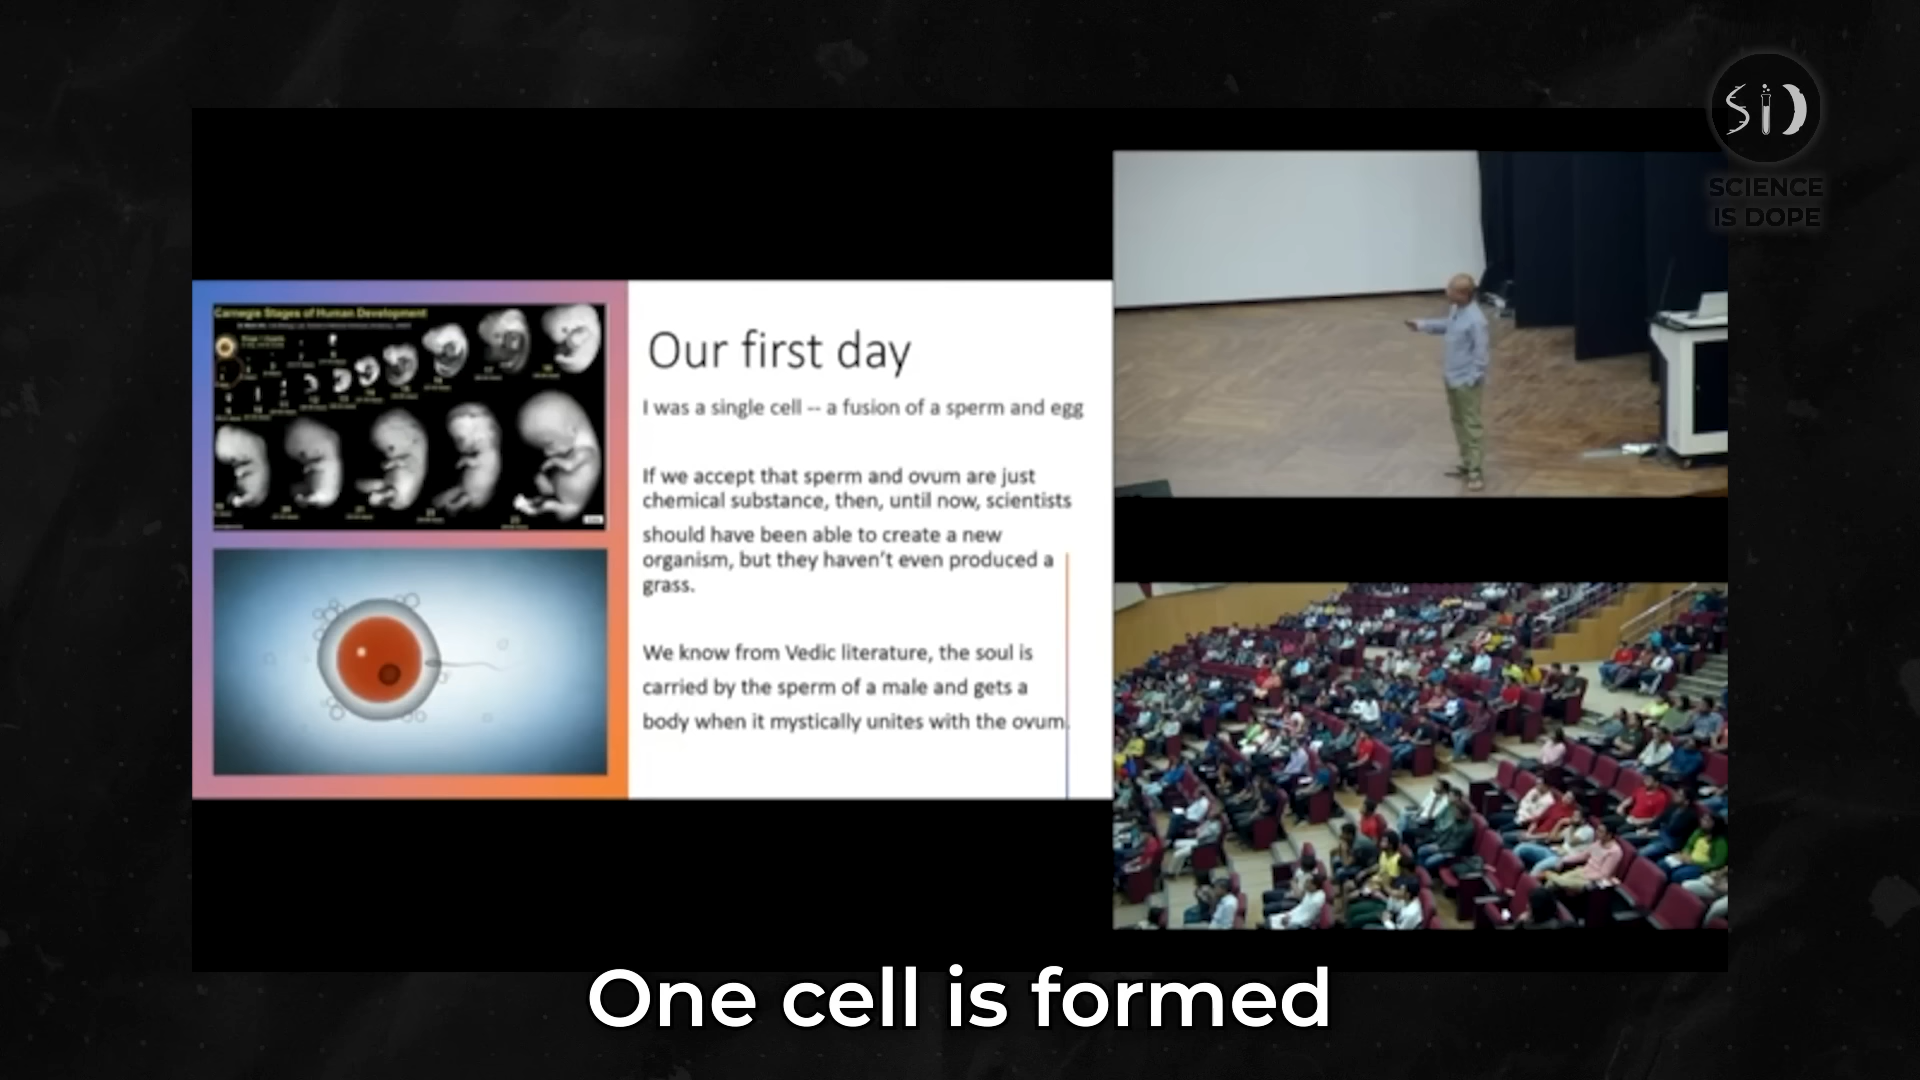 SiD
SCIENCE
IS DOPE
Carnegie Stages of Human Development
Our first day
I was a single cell -- a fusion of a sperm and egg
If we accept that sperm and ovum are just
chemical substance, then, until now, scientists
should have been able to create a new
organism, but they haven't even produced a
grass.
We know from Vedic literature, the soul is
carried by the sperm of a male and gets a
body when it mystically unites with the ovum.
One cell is formed